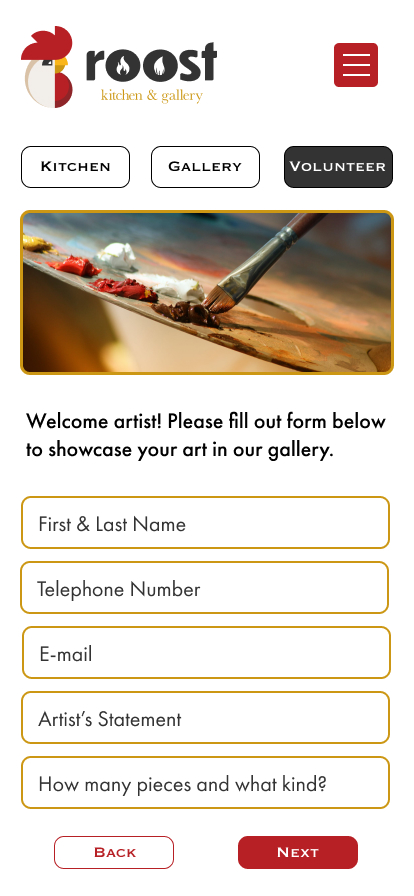 roost
kitchen & gallery
Kitchen Gallery Volunteer
Welcome artist! Please fill out form below
to showcase your art in our gallery.
First & Last Name
Telephone Number
E-mail
Artist’s Statement
How many pieces and what kind?
Back Next